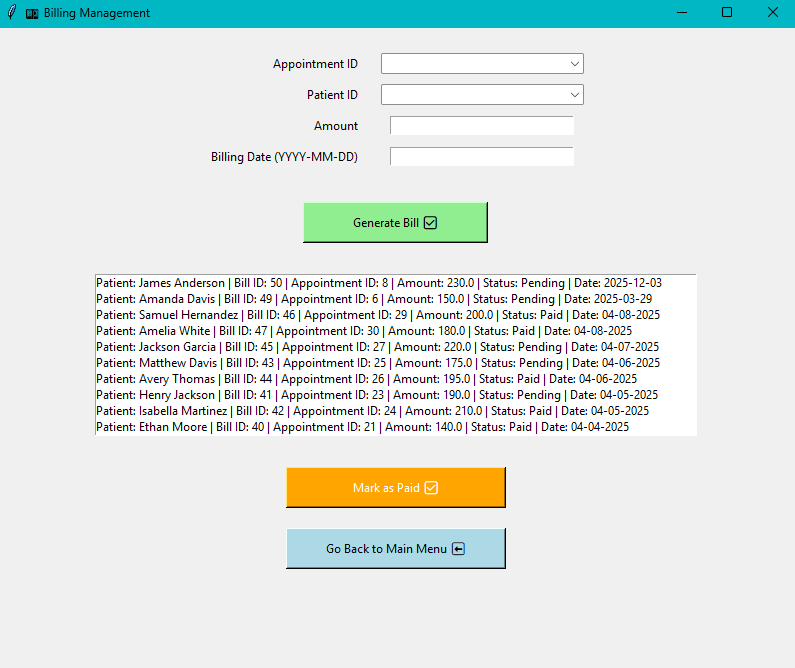 Billing Management
Appointment ID
Patient ID
Amount
Billing Date (YYYY-MM-DD)
Generate Bill ☑
Patient: James Anderson | Bill ID: 50 | Appointment ID: 8 | Amount: 230.0 | Status: Pending | Date: 2025-12-03
Patient: Amanda Davis | Bill ID: 49 | Appointment ID: 6 | Amount: 150.0 | Status: Pending | Date: 2025-03-29
Patient: Samuel Hernandez | Bill ID: 46 | Appointment ID: 29 | Amount: 200.0 | Status: Paid | Date: 04-08-2025
Patient: Amelia White | Bill ID: 47 | Appointment ID: 30 | Amount: 180.0 | Status: Paid | Date: 04-08-2025
Patient: Jackson Garcia | Bill ID: 45 | Appointment ID: 27 | Amount: 220.0 | Status: Pending | Date: 04-07-2025
Patient: Matthew Davis | Bill ID: 43 | Appointment ID: 25 | Amount: 175.0 | Status: Pending | Date: 04-06-2025
Patient: Avery Thomas | Bill ID: 44 | Appointment ID: 26 | Amount: 195.0 | Status: Paid | Date: 04-06-2025
Patient: Henry Jackson | Bill ID: 41 | Appointment ID: 23 | Amount: 190.0 | Status: Pending | Date: 04-05-2025
Patient: Isabella Martinez | Bill ID: 42 | Appointment ID: 24 | Amount: 210.0 | Status: Paid | Date: 04-05-2025
Patient: Ethan Moore | Bill ID: 40 | Appointment ID: 21 | Amount: 140.0 | Status: Paid | Date: 04-04-2025
Mark as Paid ☑
Go Back to Main Menu ⬅